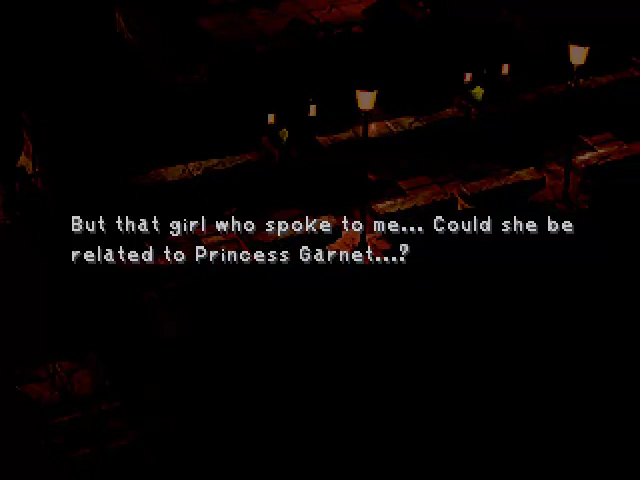 But that girl who spoke to me... Could she be
related to Princess Garnet...?